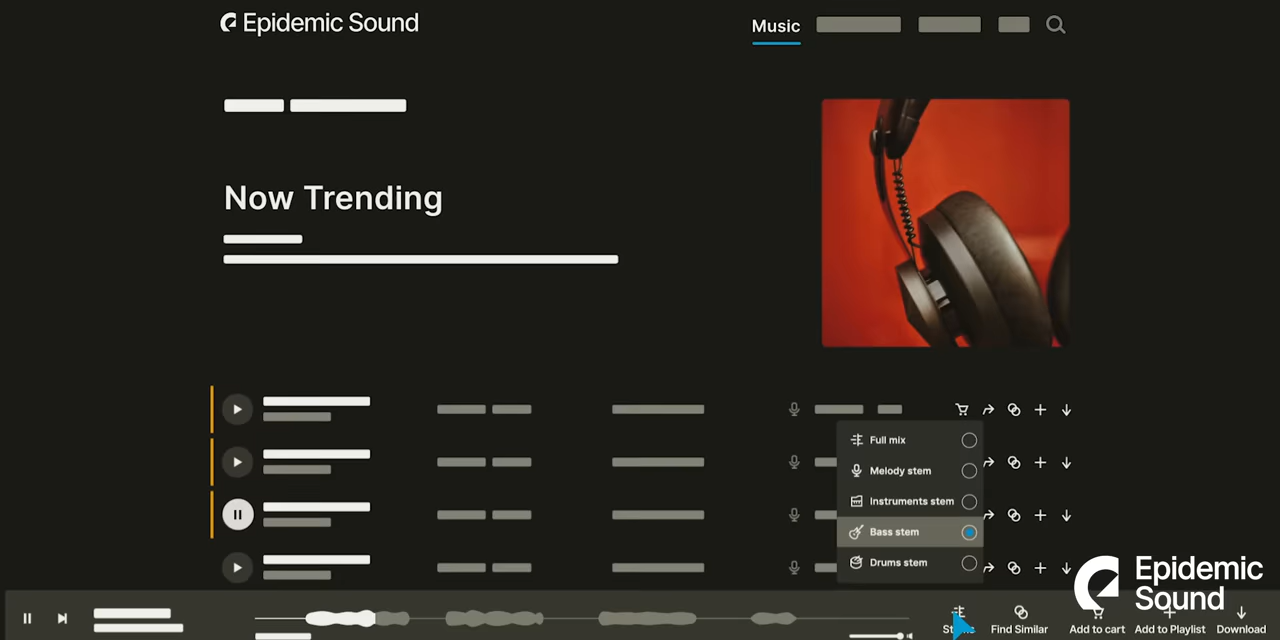 Epidemic Sound
Music
Now Trending
Full mix
Melody stem
Instruments stem
Bass stem
Drums stem
Find Similar
Add to cart
Add to Playlist
Download
Epidemic
Sound